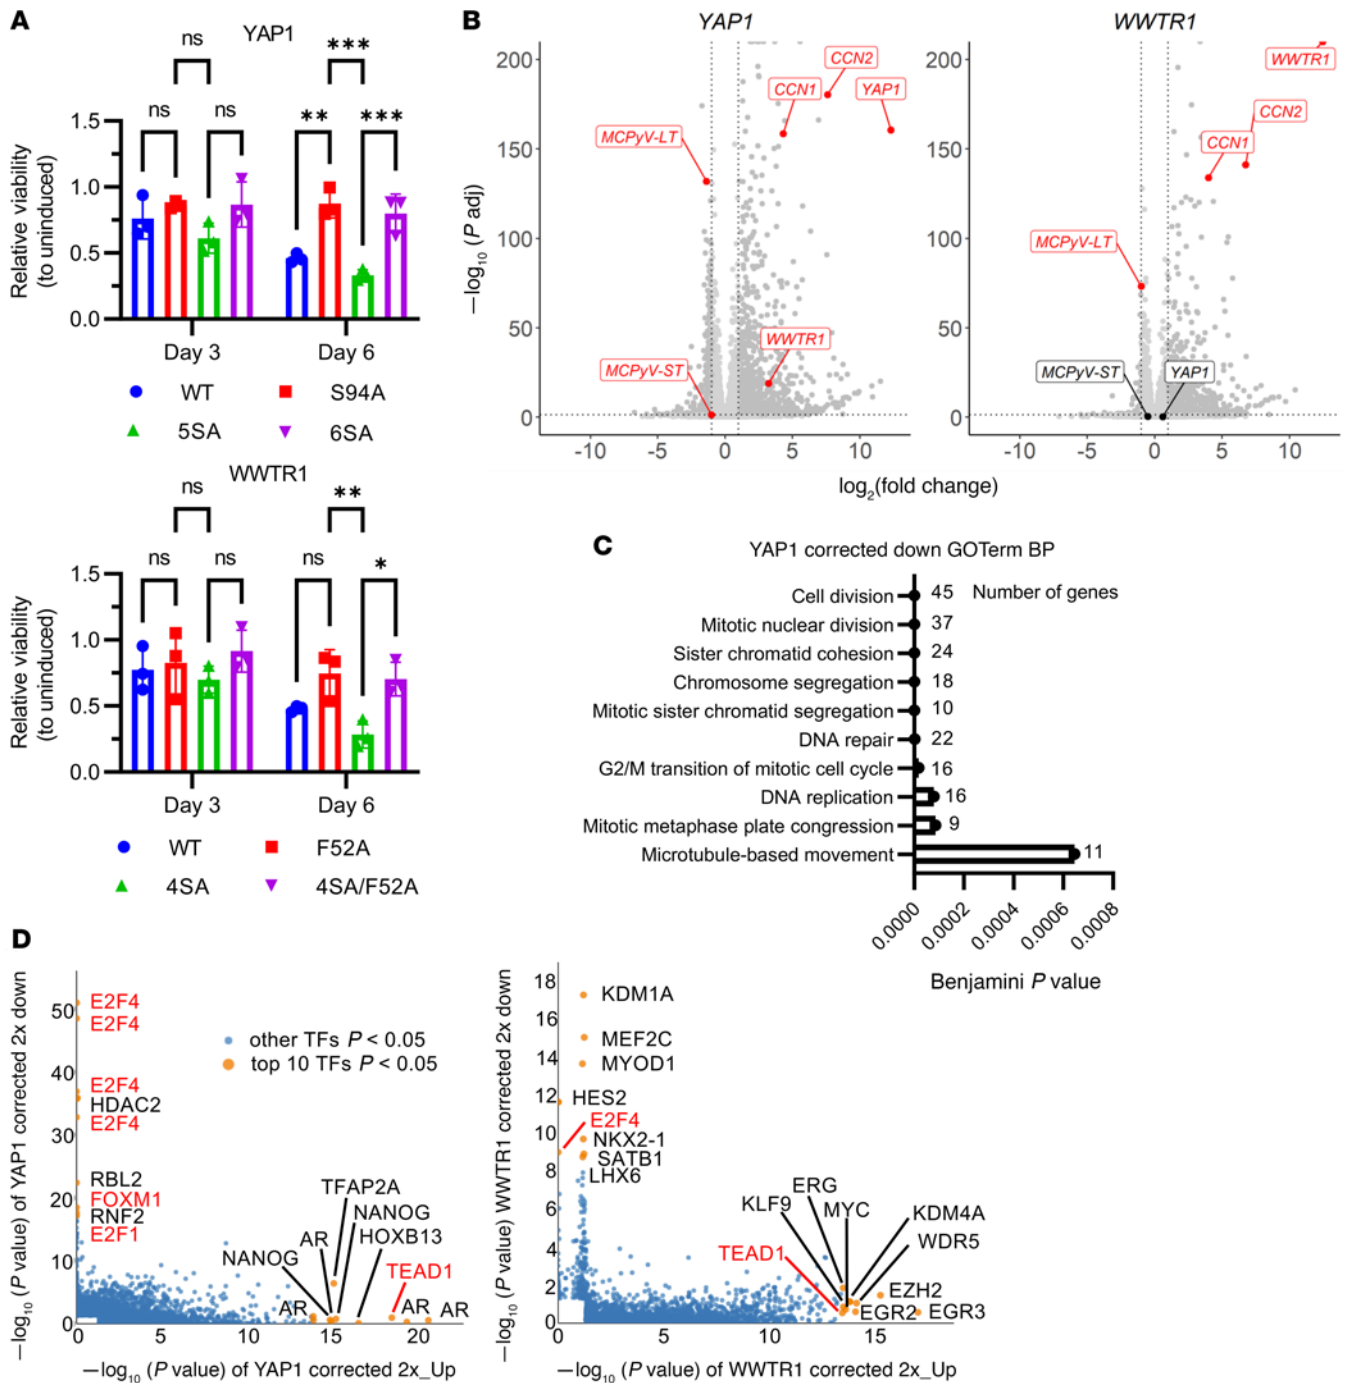 A
YAP1
ns
***
ns
ns
**
***
Relative viability
(to uninduced)
1.5
1.0
0.5
0.0
Day 3
Day 6
WT
S94A
5SA
6SA
WWTR1
ns
**
ns
ns
ns
*
Relative viability
(to uninduced)
1.5
1.0
0.5
0.0
Day 3
Day 6
WT
F52A
4SA
4SA/F52A
B
YAP1
WWTR1
—log10 (P adj)
200
150
100
50
0
CCN2
CCN1
YAP1
MCPyV-LT
WWTR1
MCPyV-ST
-10
-5
0
5
10
200
150
100
50
0
WWTR1
CCN2
CCN1
MCPyV-LT
MCPyV-ST
YAP1
-10
-5
0
5
10
log2(fold change)
C
YAP1 corrected down GOTerm BP
Number of genes
Cell division
45
Mitotic nuclear division
37
Sister chromatid cohesion
24
Chromosome segregation
18
Mitotic sister chromatid segregation
10
DNA repair
22
G2/M transition of mitotic cell cycle
16
DNA replication
16
Mitotic metaphase plate congression
9
Microtubule-based movement
11
0.0000
0.0002
0.0004
0.0006
0.0008
Benjamini P value
D
—log10 (P value) of YAP1 corrected 2x down
50
40
30
20
10
0
E2F4
E2F4
E2F4
HDAC2
E2F4
RBL2
FOXM1
RNF2
E2F1
other TFs P < 0.05
top 10 TFs P < 0.05
TFAP2A
NANOG
AR
HOXB13
NANOG
TEAD1
AR
AR
AR
0
5
10
15
20
—log10 (P value) of YAP1 corrected 2x_Up
—log10 (P value) WWTR1 corrected 2x down
18
16
14
12
10
8
6
4
2
0
KDM1A
MEF2C
MYOD1
HES2
E2F4
NKX2-1
SATB1
LHX6
ERG
KLF9
MYC
KDM4A
WDR5
TEAD1
EZH2
EGR2
EGR3
0
5
10
15
—log10 (P value) of WWTR1 corrected 2x_Up